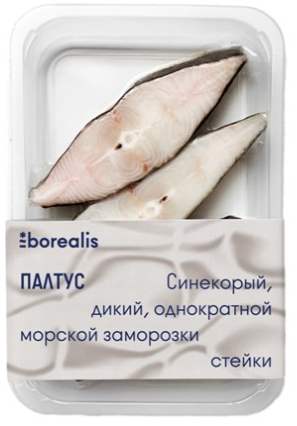 borealis
ПАЛТУС Синекорый,
дикий, однократной
морской заморозки
стейки